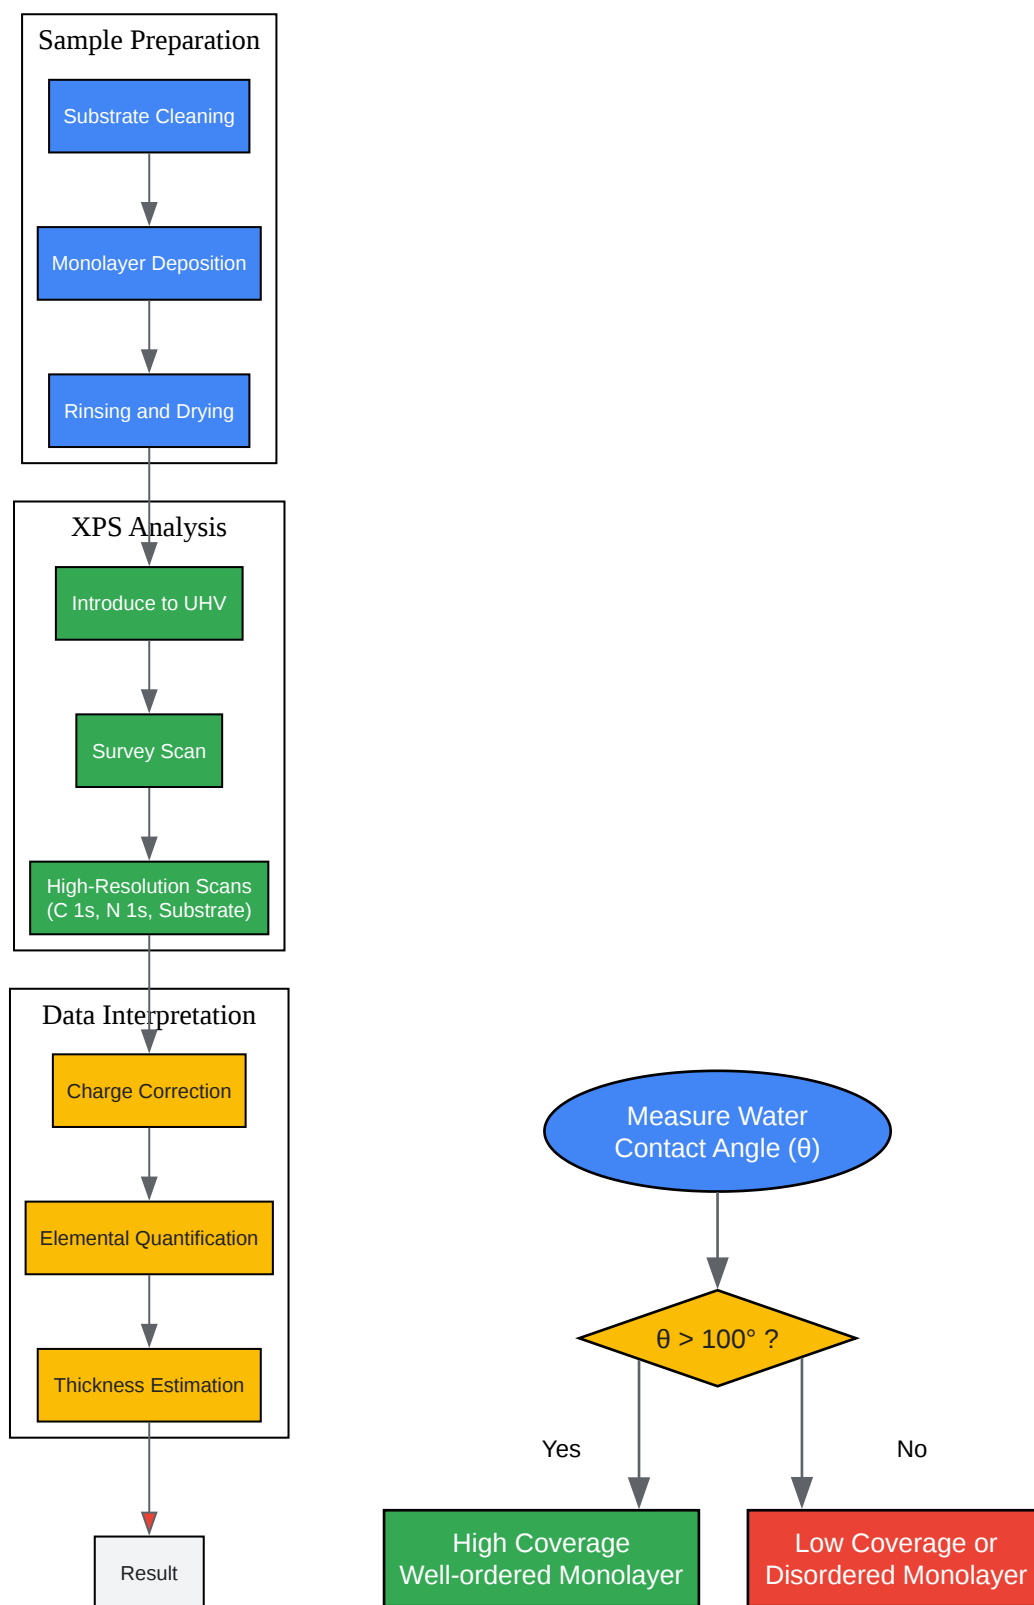 Sample Preparation
Substrate Cleaning
Monolayer Deposition
Rinsing and Drying
XPS Analysis
Introduce to UHV
Survey Scan
High-Resolution Scans
(C 1s, N 1s, Substrate)
Data Interpretation
Charge Correction
Elemental Quantification
Thickness Estimation
Result
Measure Water
Contact Angle (θ)
θ > 100° ?
Yes
No
High Coverage
Well-ordered Monolayer
Low Coverage or
Disordered Monolayer